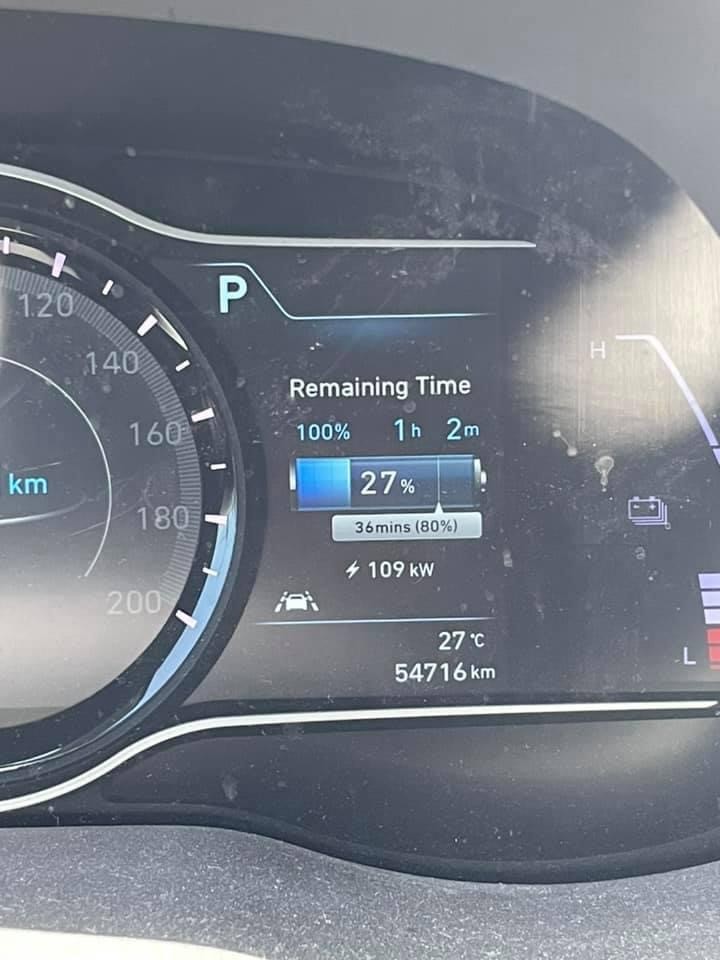 P
120
140
160
180
200
km
Remaining Time
100% 1h 2m
27%
36mins (80%)
109 kW
27 °C
54716 km
H
L